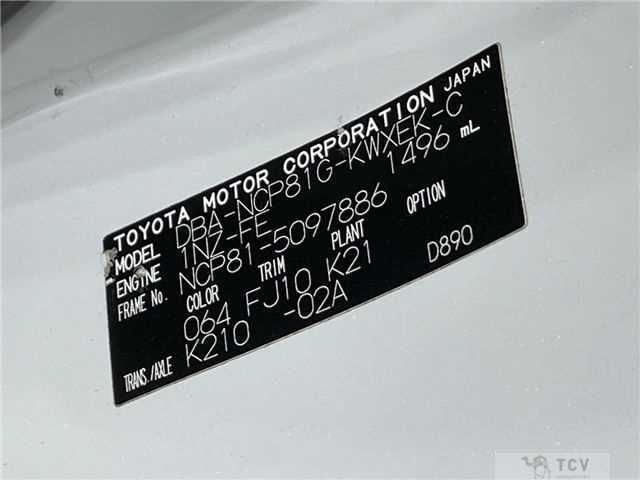 TOYOTA MOTOR CORPORATION JAPAN
MODEL DBA-NCP81G-KWXEK-C
ENGINE 1NZ-FE 1496 mL
FRAME No. NCP81-5097886
COLOR TRIM PLANT OPTION
064 FJ10 K21 D890
TRANS./AXLE K210 -02A
TCV